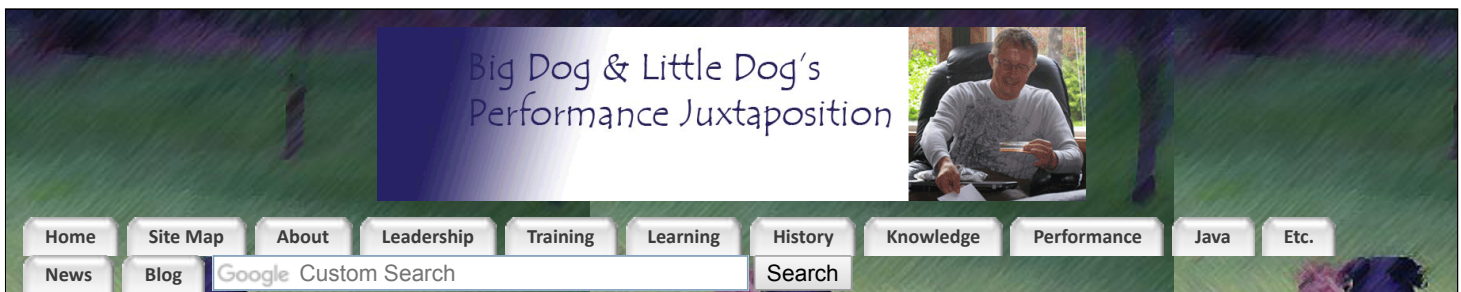 Big Dog & Little Dog's
Performance Juxtaposition
Home Site Map About Leadership Training Learning History Knowledge Performance Java Etc.
News Blog Google Custom Search Search